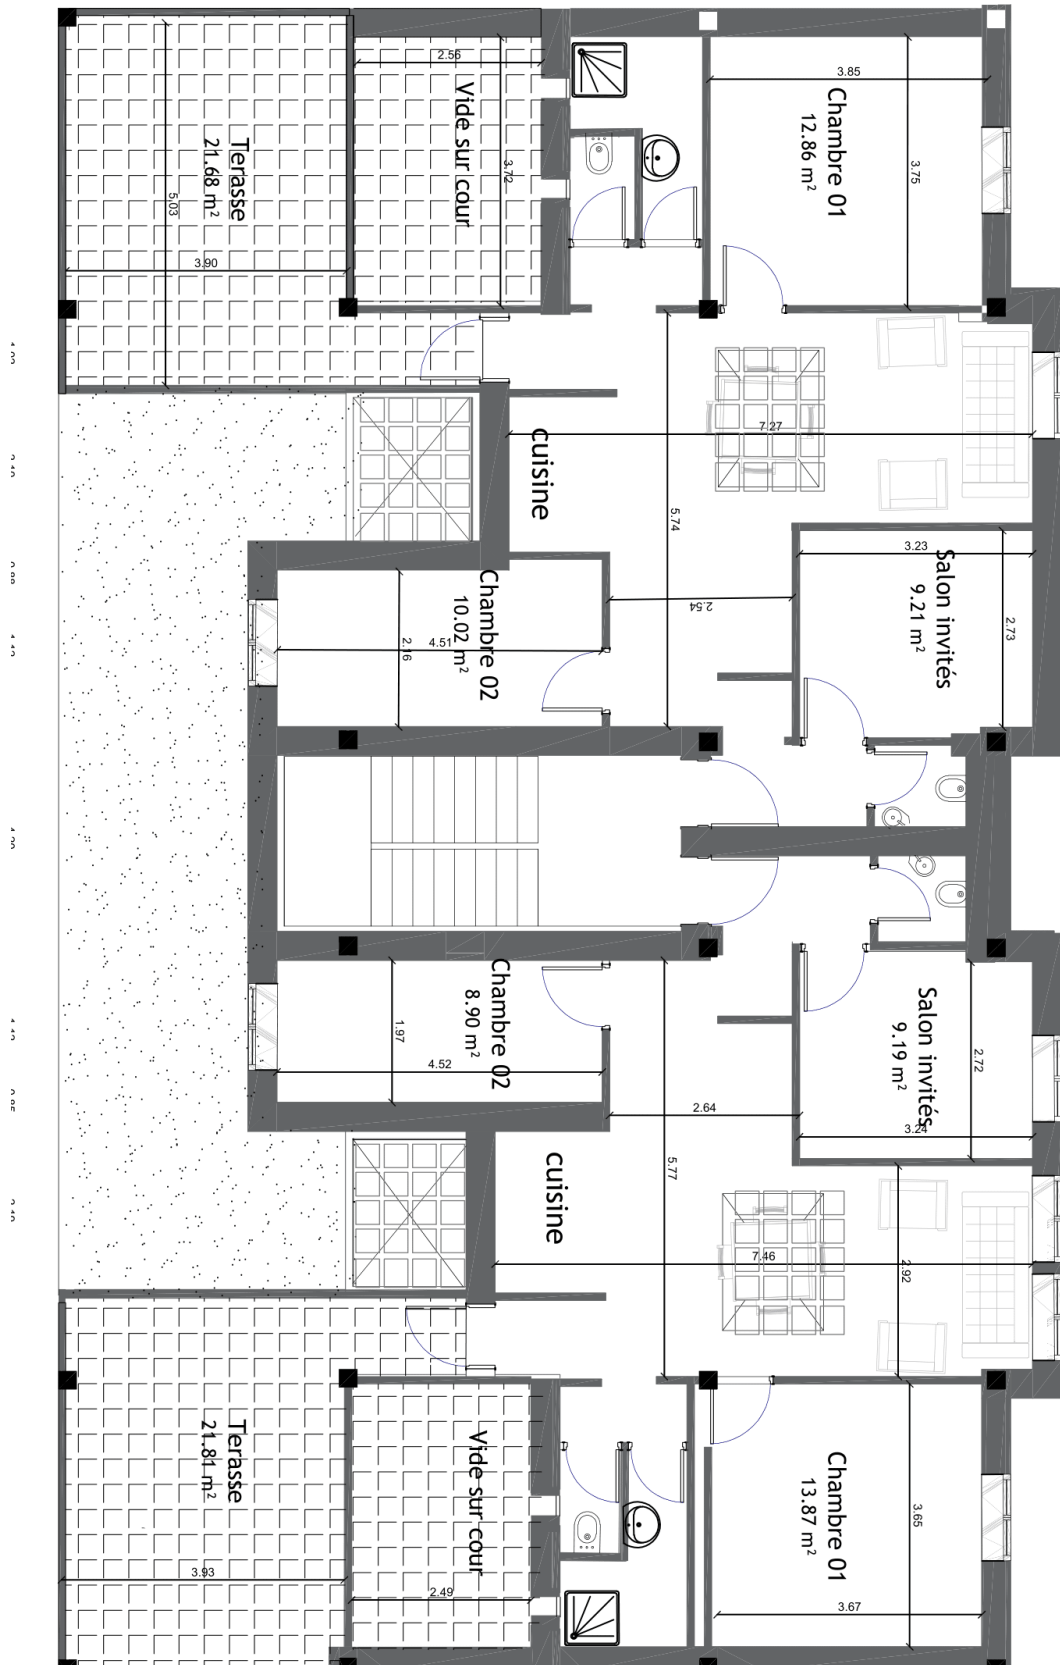 Terasse
21.68 m²
5.03
3.90
Vide sur cour
2.56
3.72
Chambre 01
12.86 m²
3.85
3.75
cuisine
7.27
5.74
Salon invités
9.21 m²
3.23
2.73
2.54
Chambre 02
10.02 m²
4.51
2.16
Chambre 02
8.90 m²
1.97
4.52
Salon invités
9.19 m²
2.72
3.24
2.64
cuisine
5.77
7.46
2.92
Terasse
21.81 m²
3.93
Vide sur cour
2.49
Chambre 01
13.87 m²
3.65
3.67